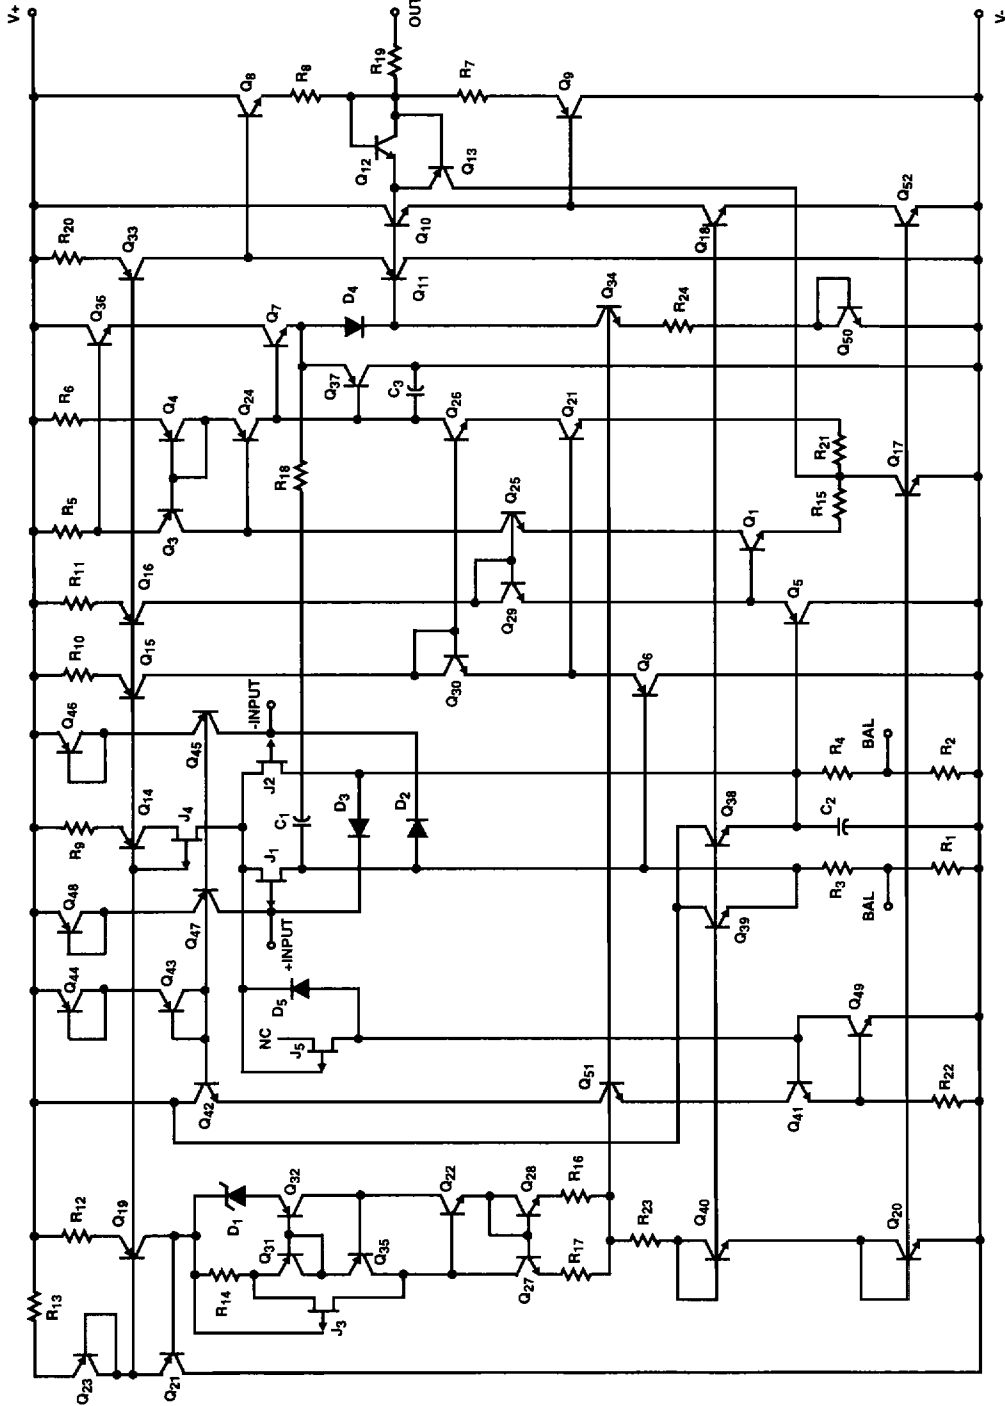 V+
OUT
V-
R19
Q8
R8
R7
Q9
Q12
Q13
Q10
Q18
Q52
R20
Q33
Q11
Q36
Q7
D4
Q34
R24
Q50
R6
Q4
Q24
Q37
C3
Q26
Q21
R21
R18
R5
Q3
Q25
Q1
R15
Q17
R11
Q16
Q29
Q5
R10
Q15
Q30
Q6
Q46
Q45
-INPUT
J2
D3
D2
R4
BAL
R2
R9
Q14
J4
C1
J1
Q38
C2
R1
R3
BAL
Q48
Q47
+INPUT
Q39
Q44
Q43
D5
NC
J5
Q49
Q42
Q51
Q41
R22
R12
Q19
D1
Q32
Q22
Q28
R16
R23
Q40
Q20
R13
R14
Q31
Q35
J3
Q27
R17
Q23
Q21